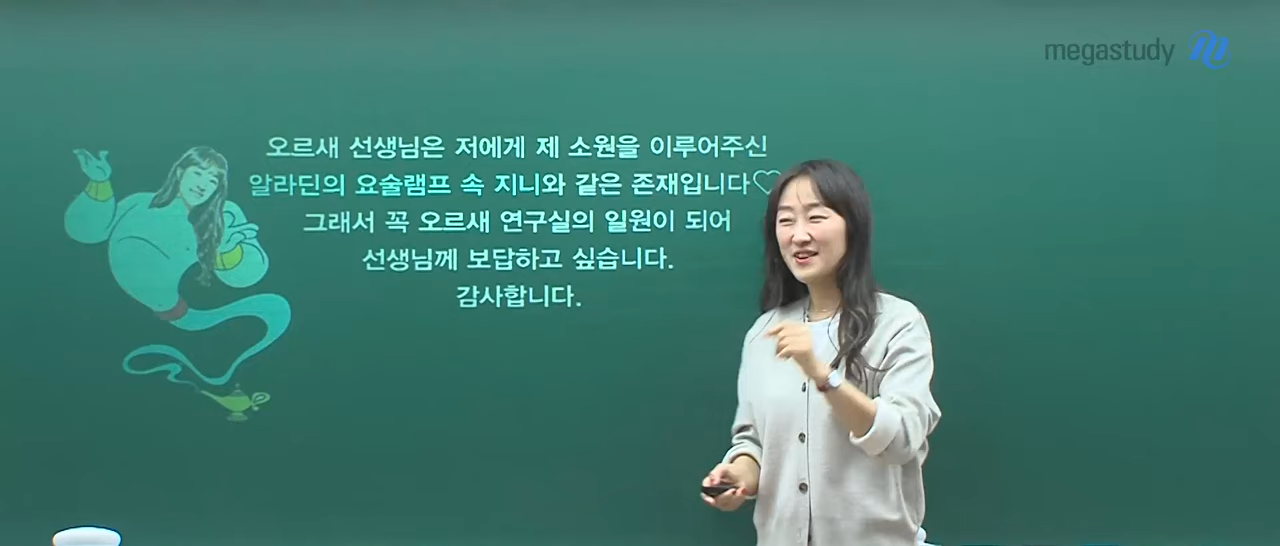 megastudy
오르새 선생님은 저에게 제 소원을 이루어주신
알라딘의 요술램프 속 지니와 같은 존재입니다♡
그래서 꼭 오르새 연구실의 일원이 되어
선생님께 보답하고 싶습니다.
감사합니다.